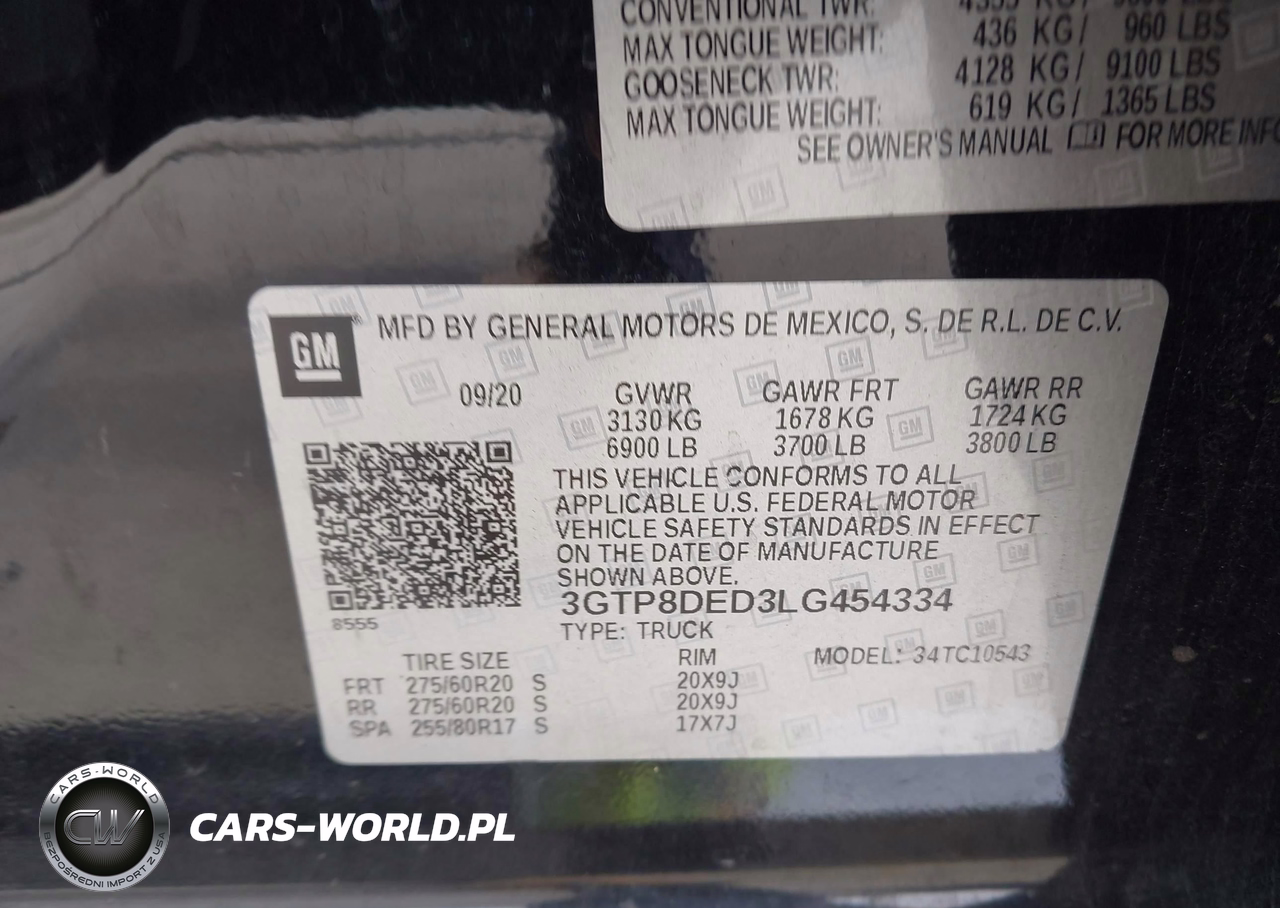 CONVENTIONAL TWR: KG/ LBS
MAX TONGUE WEIGHT: 436 KG/ 960 LBS
GOOSENECK TWR: 4128 KG/ 9100 LBS
MAX TONGUE WEIGHT: 619 KG/ 1365 LBS
SEE OWNER'S MANUAL FOR MORE INFO
GM MFD BY GENERAL MOTORS DE MEXICO, S. DE R.L. DE C.V.
09/20 GVWR GAWR FRT GAWR RR
3130 KG 1678 KG 1724 KG
6900 LB 3700 LB 3800 LB
THIS VEHICLE CONFORMS TO ALL
APPLICABLE U.S. FEDERAL MOTOR
VEHICLE SAFETY STANDARDS IN EFFECT
ON THE DATE OF MANUFACTURE
SHOWN ABOVE.
3GTP8DED3LG454334
8555
TYPE: TRUCK
TIRE SIZE RIM MODEL: 34TC10543
FRT 275/60R20 S 20X9J
RR 275/60R20 S 20X9J
SPA 255/80R17 S 17X7J
CARS-WORLD
CW
BEZPOŚREDNI IMPORT Z USA
CARS-WORLD.PL